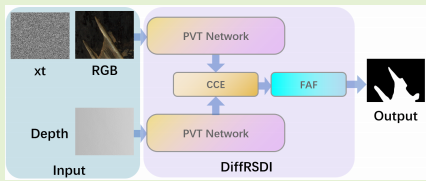 PVT Network
xt
RGB
CCE
FAF
Depth
PVT Network
Output
Input
DiffRSDI